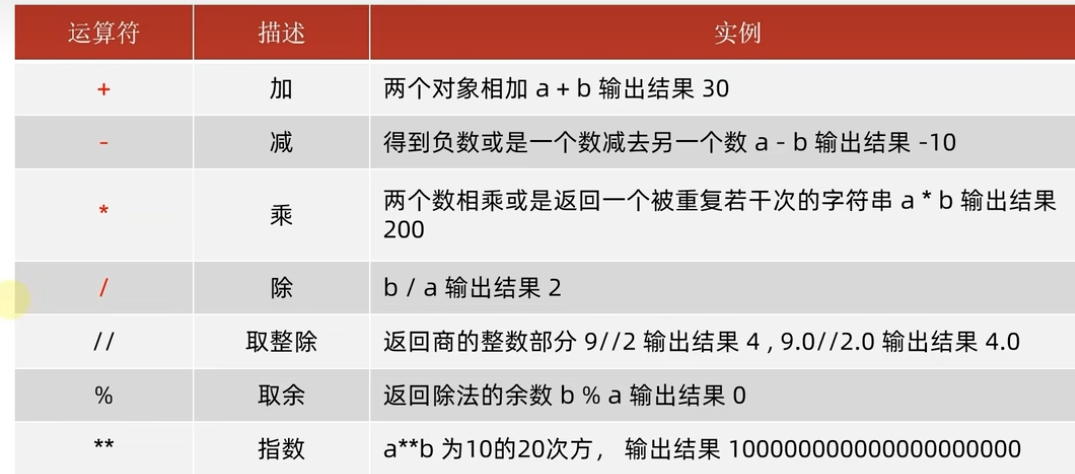 运算符 描述 实例
+ 加 两个对象相加 a + b 输出结果 30
- 减 得到负数或是一个数减去另一个数 a - b 输出结果 -10
* 乘 两个数相乘或是返回一个被重复若干次的字符串 a * b 输出结果
200
/ 除 b / a 输出结果 2
// 取整除 返回商的整数部分 9//2 输出结果 4 , 9.0//2.0 输出结果 4.0
% 取余 返回除法的余数 b % a 输出结果 0
** 指数 a**b 为10的20次方， 输出结果 100000000000000000000